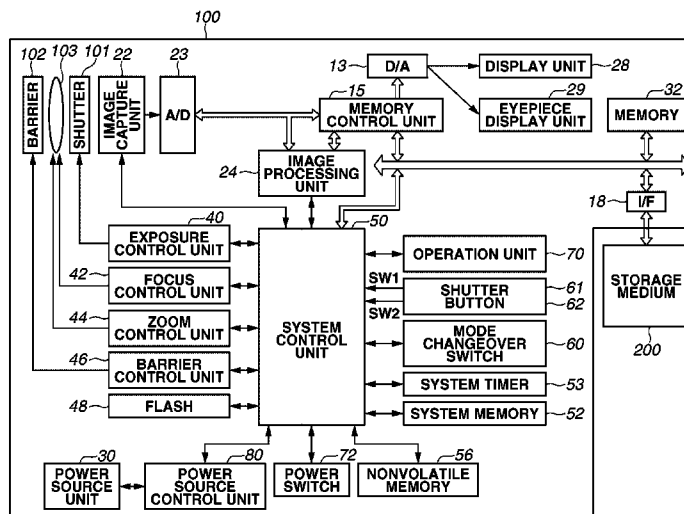 100
102
103
101
22
23
BARRIER
SHUTTER
IMAGE
CAPTURE
UNIT
A/D
13
D/A
DISPLAY UNIT
28
15
MEMORY
CONTROL UNIT
29
EYEPIECE
DISPLAY UNIT
32
MEMORY
24
IMAGE
PROCESSING
UNIT
18
I/F
STORAGE
MEDIUM
200
50
SYSTEM
CONTROL
UNIT
40
EXPOSURE
CONTROL UNIT
42
FOCUS
CONTROL UNIT
44
ZOOM
CONTROL UNIT
46
BARRIER
CONTROL UNIT
48
FLASH
OPERATION UNIT
70
SW1
SW2
SHUTTER
BUTTON
61
62
MODE
CHANGEOVER
SWITCH
60
SYSTEM TIMER
53
SYSTEM MEMORY
52
30
POWER
SOURCE
UNIT
80
POWER
SOURCE
CONTROL UNIT
72
POWER
SWITCH
56
NONVOLATILE
MEMORY